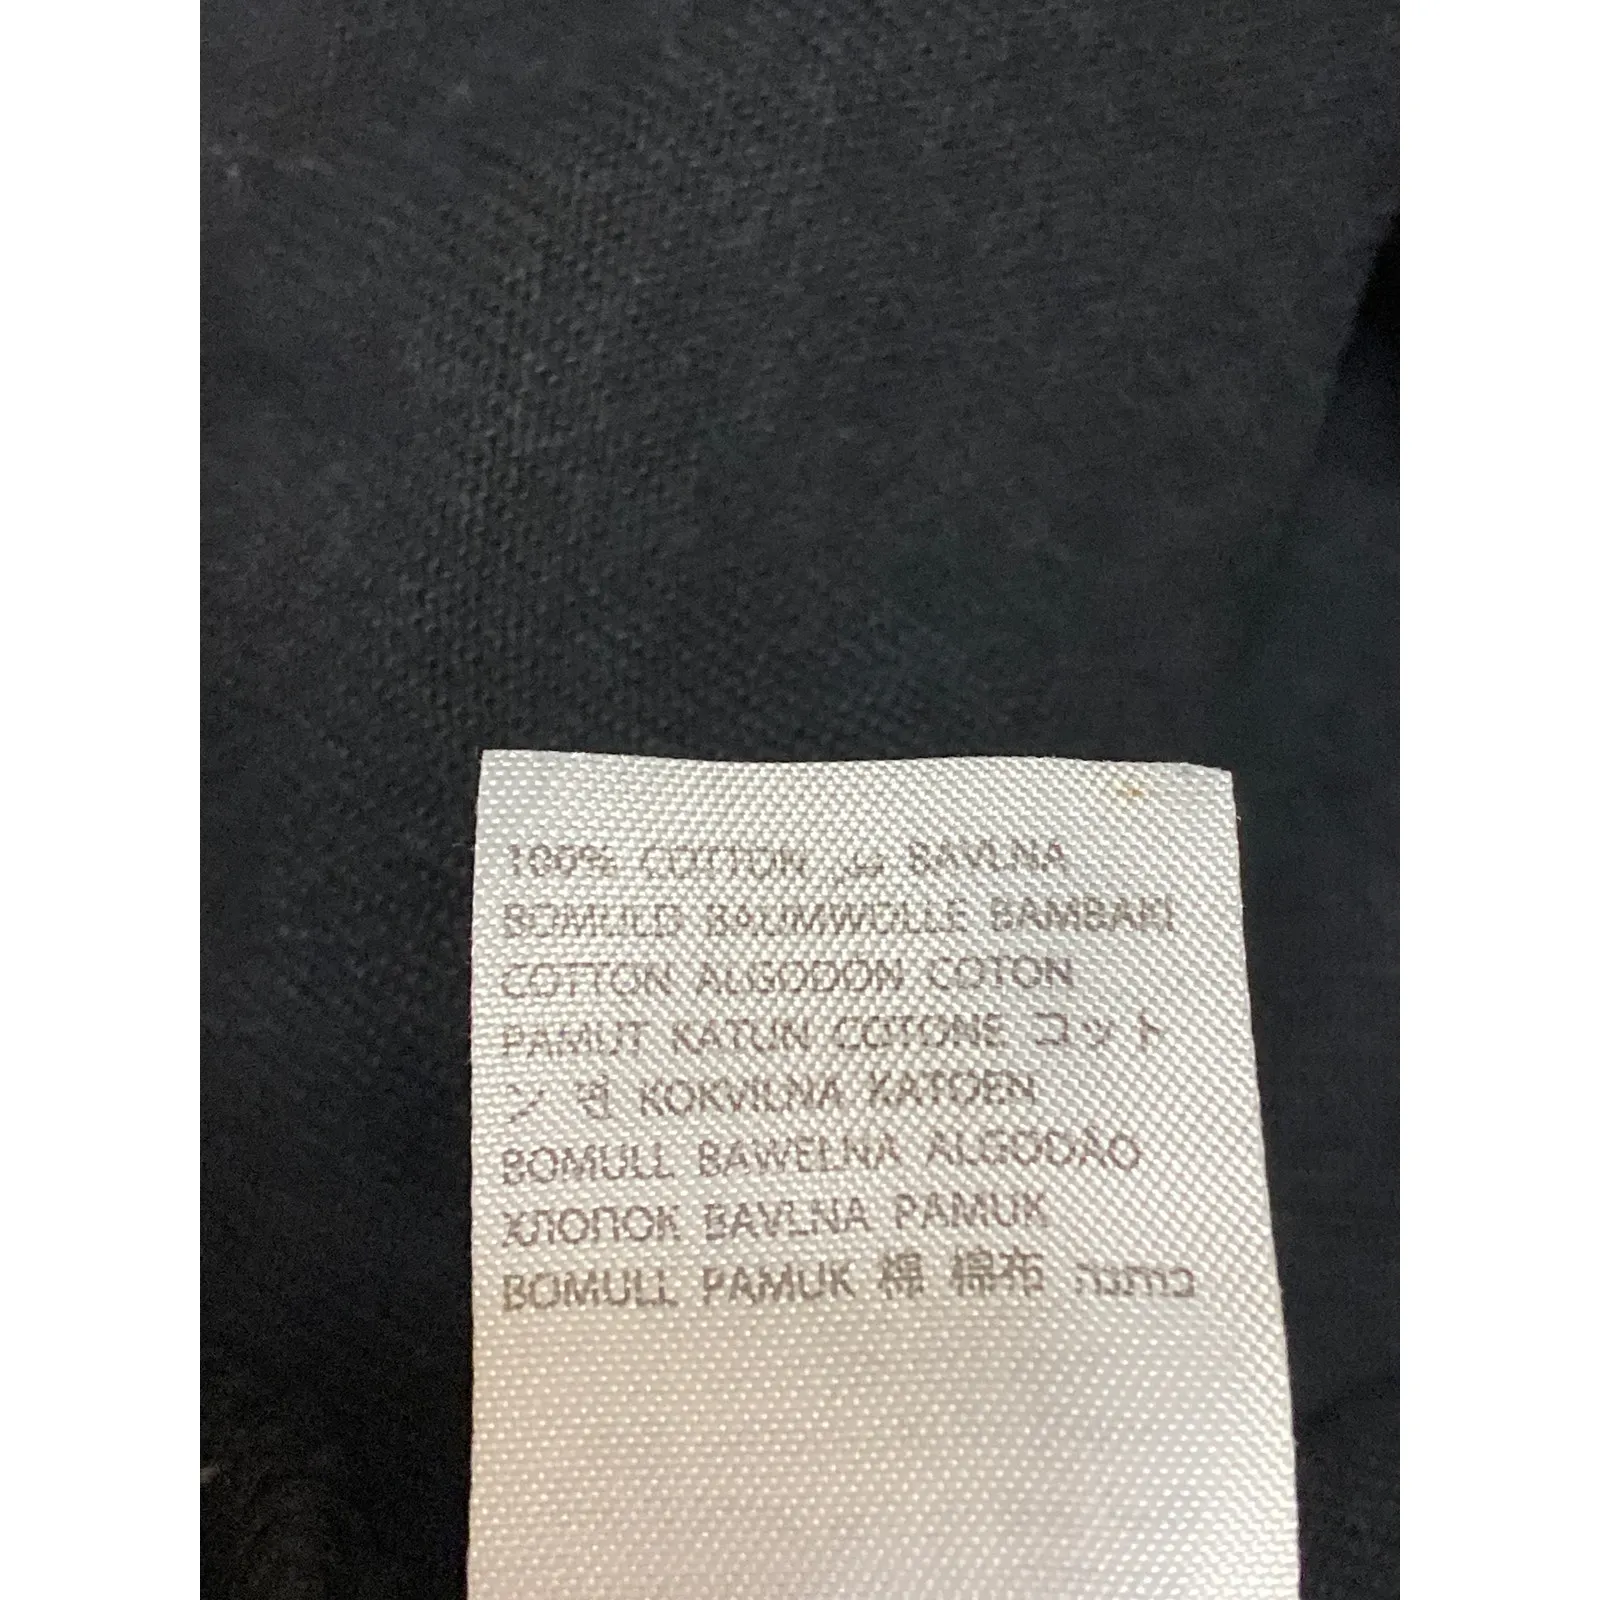 100% COTTON قطن BAVLNA
BOMULD BAUMWOLLE BAMBAKI
COTTON ALGODON COTON
PAMUT KATUN COTONE コット
ン 면 KOKVILNA KATOEN
BOMULL BAWEŁNA ALGODÃO
ХЛОПОК BAVLNA PAMUK
BOMULL PAMUK 棉 棉布 כותנה